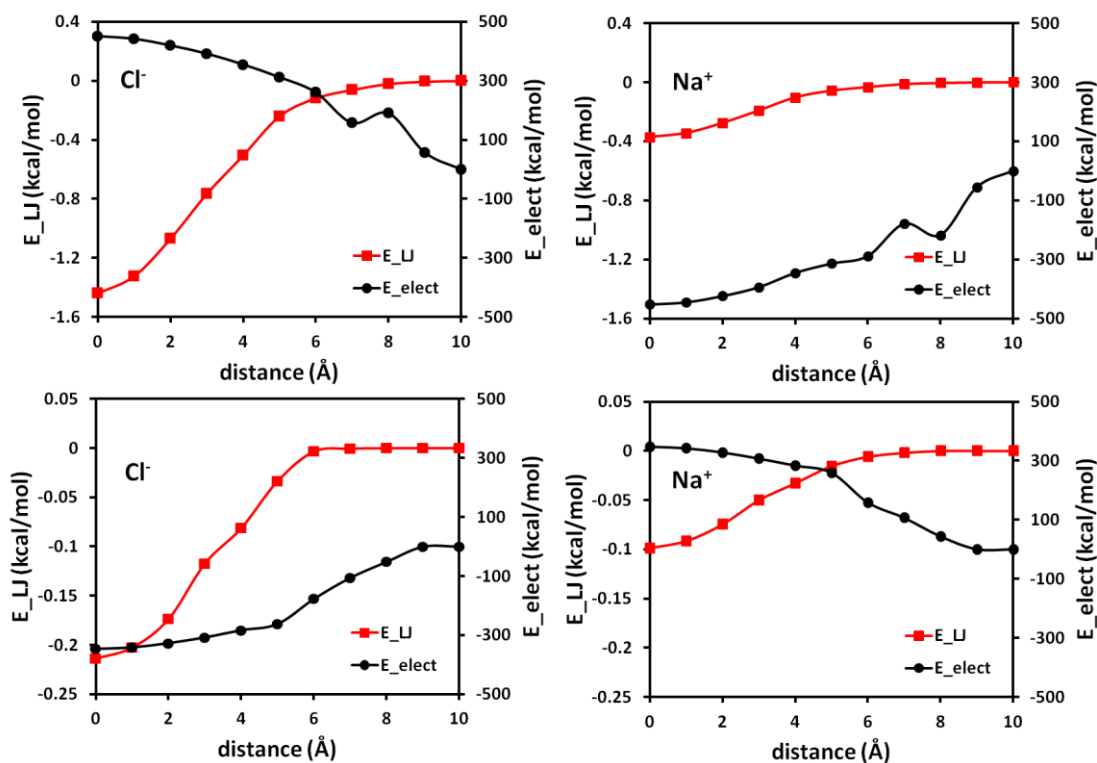 0.4
0
-0.4
-0.8
-1.2
-1.6
E_LJ (kcal/mol)
Cl-
500
300
100
-100
-300
-500
E_elect (kcal/mol)
E_LJ
E_elect
0 2 4 6 8 10
distance (Å)
0.4
0
-0.4
-0.8
-1.2
-1.6
E_LJ (kcal/mol)
Na+
500
300
100
-100
-300
-500
E_elect (kcal/mol)
E_LJ
E_elect
0 2 4 6 8 10
distance (Å)
0.05
0
-0.05
-0.1
-0.15
-0.2
-0.25
E_LJ (kcal/mol)
Cl-
500
300
100
-100
-300
-500
E_elect (kcal/mol)
E_LJ
E_elect
0 2 4 6 8 10
distance (Å)
0.05
0
-0.05
-0.1
-0.15
-0.2
-0.25
E_LJ (kcal/mol)
Na+
500
300
100
-100
-300
-500
E_elect (kcal/mol)
E_LJ
E_elect
0 2 4 6 8 10
distance (Å)